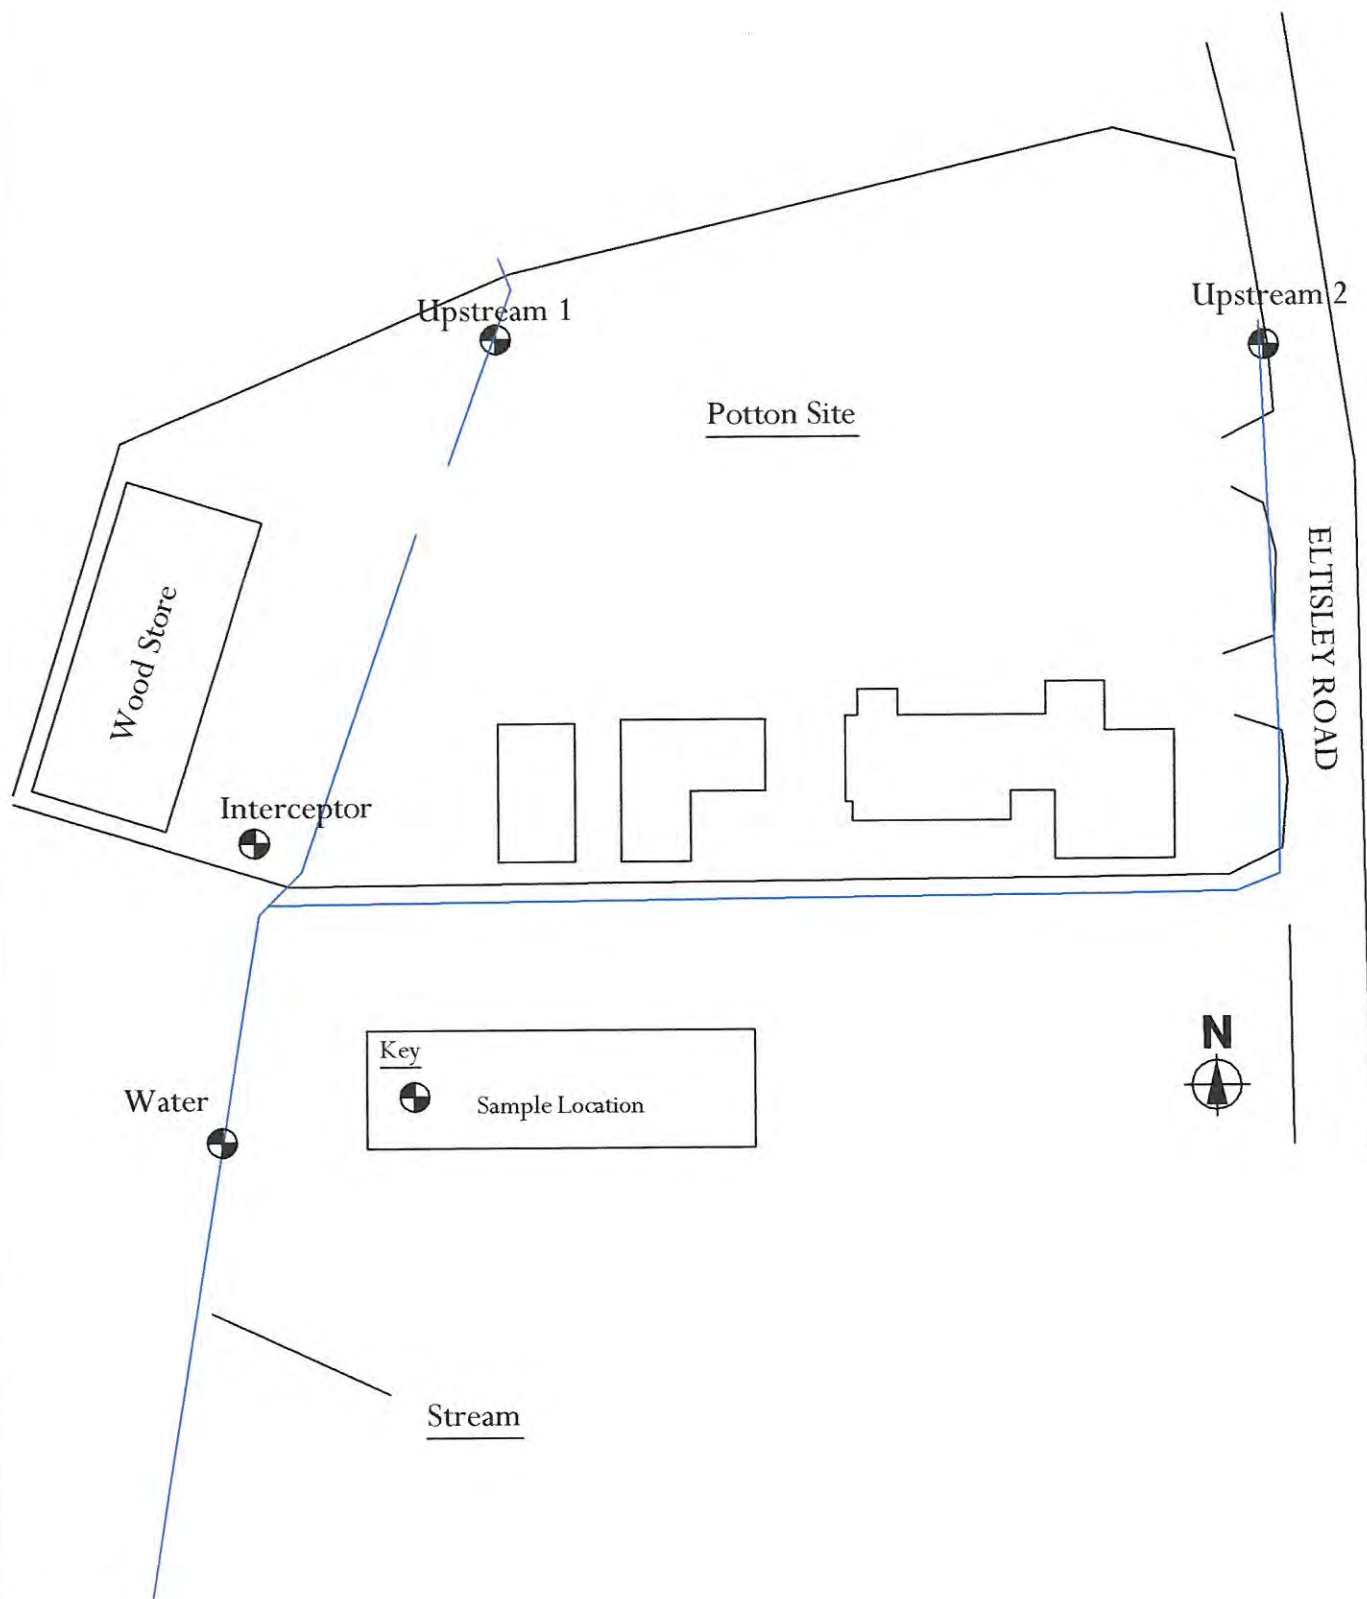 Upstream 1
Upstream 2
Potton Site
ELTISLEY ROAD
Wood Store
Interceptor
N
Key
Sample Location
Water
Stream